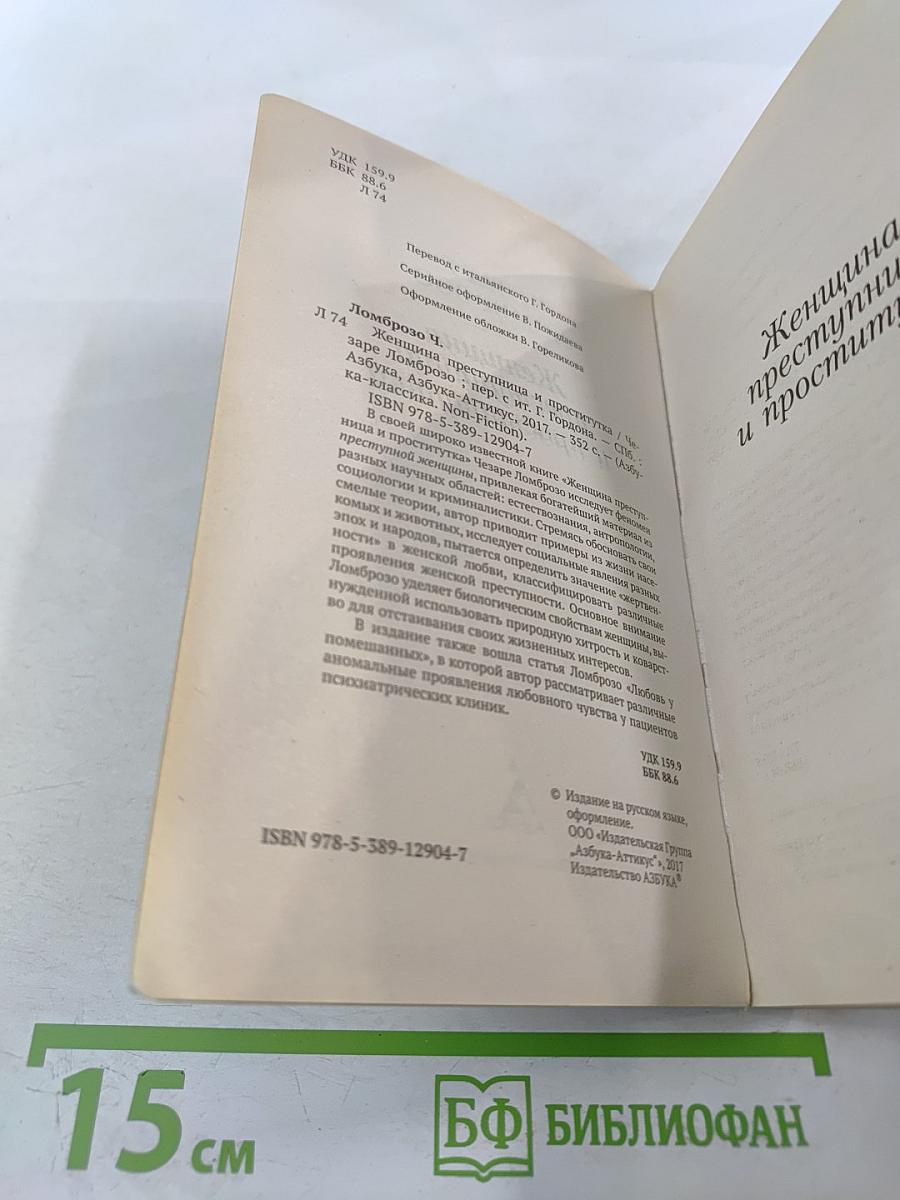 УДК 159.9
ББК 88.6
Л 74
Перевод с итальянского Г. Гордона
Серийное оформление В. Пожидаева
Оформление обложки В. Гореликова
Ломброзо Ч.
Л 74 Женщина преступница и проститутка / Че-
заре Ломброзо ; пер. с ит. Г. Гордона. — СПб. :
Азбука, Азбука-Аттикус, 2017. — 352 с. — (Азбу-
ка-классика. Non-Fiction).
ISBN 978-5-389-12904-7
В своей широко известной книге «Женщина преступ-
ница и проститутка» Чезаре Ломброзо исследует феномен
преступной женщины, привлекая богатейший материал из
разных научных областей: естествознания, антропологии,
социологии и криминалистики. Стремясь обосновать свои
смелые теории, автор приводит примеры из жизни насе-
комых и животных, исследует социальные явления разных
эпох и народов, пытается определить значение «жертвен-
ности» в женской любви, классифицировать различные
проявления женской преступности. Основное внимание
Ломброзо уделяет биологическим свойствам женщины, вы-
нужденной использовать природную хитрость и коварст-
во для отстаивания своих жизненных интересов.
В издание также вошла статья Ломброзо «Любовь у
помешанных», в которой автор рассматривает различные
аномальные проявления любовного чувства у пациентов
психиатрических клиник.
УДК 159.9
ББК 88.6
© Издание на русском языке,
оформление.
ООО «Издательская Группа
„Азбука-Аттикус“», 2017
Издательство АЗБУКА®
ISBN 978-5-389-12904-7
Женщина
преступни
и проститу
15 см
БФ БИБЛИОФАН